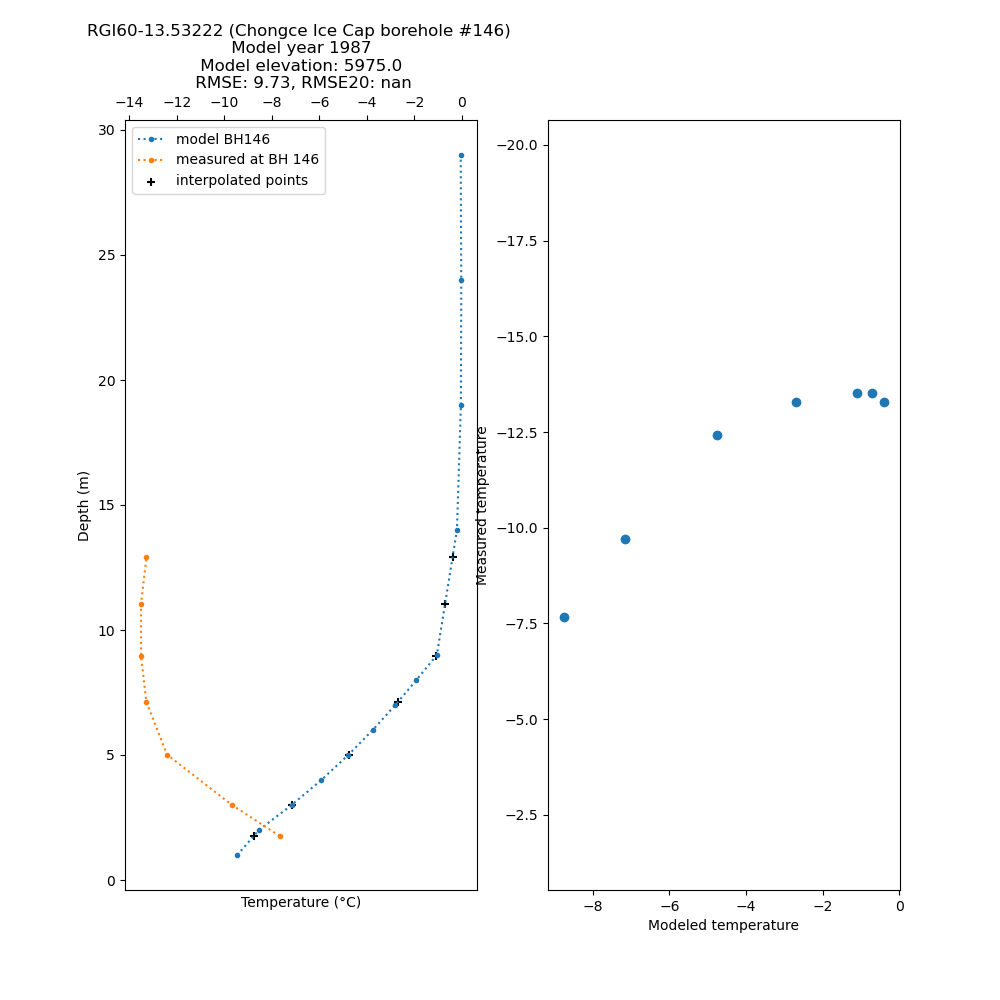 RGI60-13.53222 (Chongce Ice Cap borehole #146)
Model year 1987
Model elevation: 5975.0
RMSE: 9.73, RMSE20: nan
−14 −12 −10 −8 −6 −4 −2 0
model BH146
measured at BH 146
interpolated points
30
25
20
15
10
5
0
Depth (m)
Temperature (°C)
−20.0
−17.5
−15.0
−12.5
−10.0
−7.5
−5.0
−2.5
Measured temperature
−8 −6 −4 −2 0
Modeled temperature